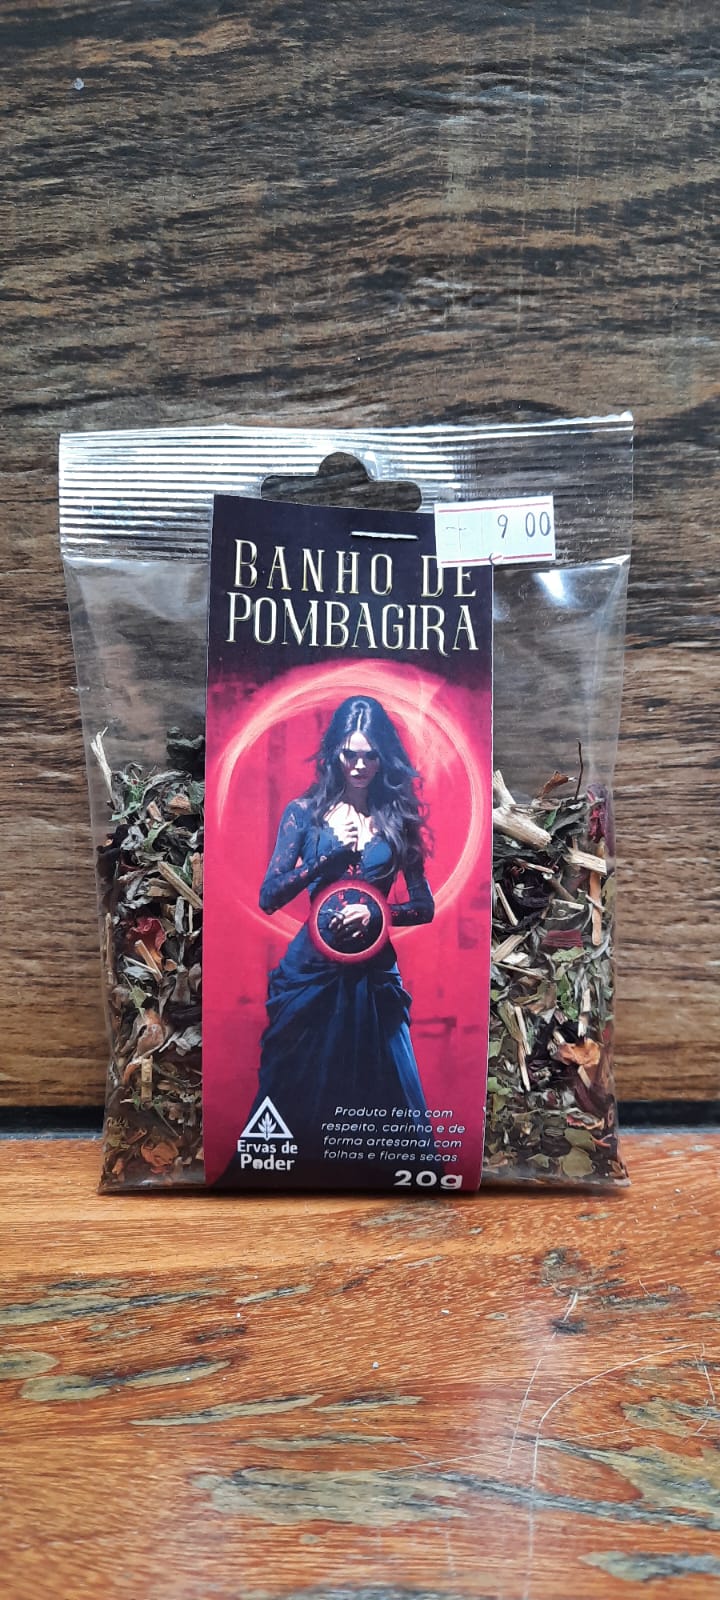 9 00
BANHO DE
POMBAGIRA
Produto feito com
respeito, carinho e de
forma artesanal com
folhas e flores secas
20g
Ervas de
Poder